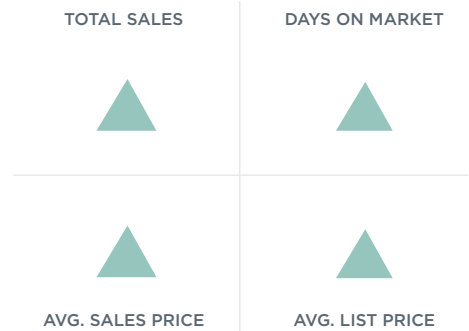 TOTAL SALES
DAYS ON MARKET
AVG. SALES PRICE
AVG. LIST PRICE